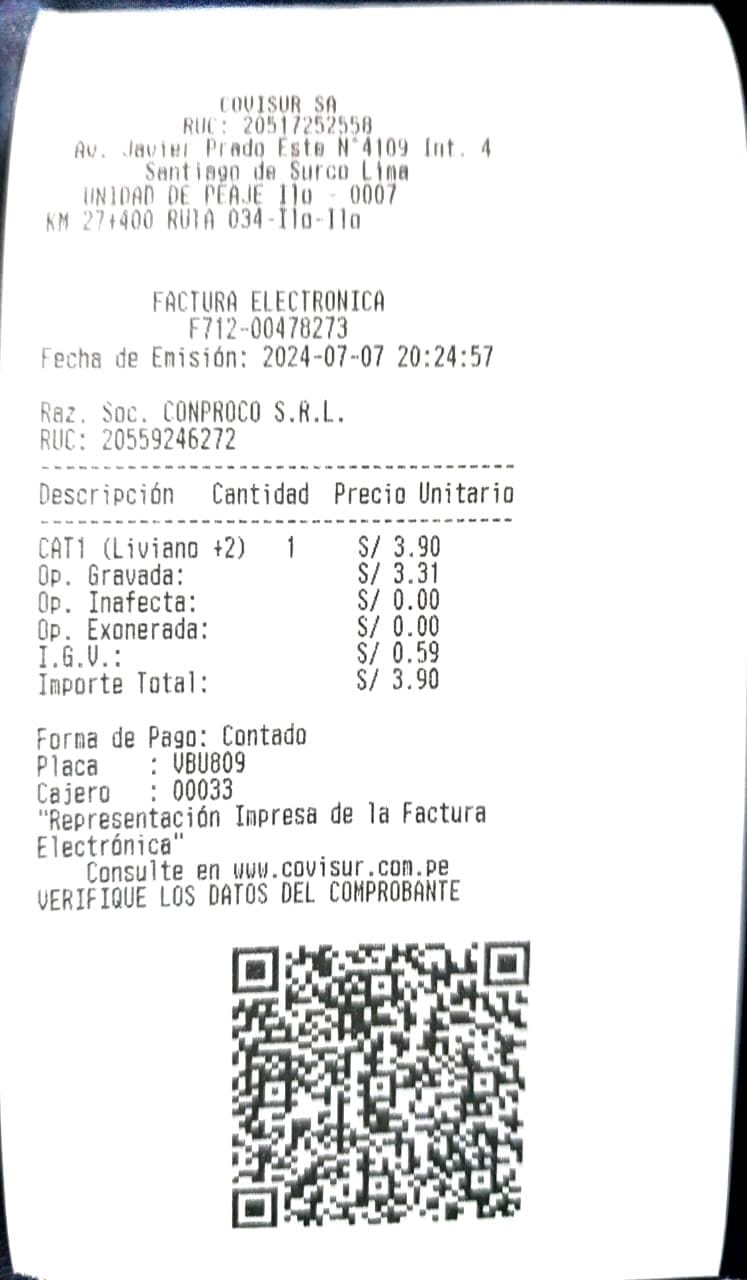 COVISUR SA
RUC: 20517252558
Av. Javier Prado Este N°4109 Int. 4
Santiago de Surco Lima
UNIDAD DE PEAJE Ilo - 0007
KM 27+400 RUTA 034-Ilo-Ilo
FACTURA ELECTRONICA
F712-00478273
Fecha de Emisión: 2024-07-07 20:24:57
Raz. Soc. CONPROCO S.R.L.
RUC: 20559246272
Descripción Cantidad Precio Unitario
CAT1 (Liviano +2) 1 S/ 3.90
Op. Gravada: S/ 3.31
Op. Inafecta: S/ 0.00
Op. Exonerada: S/ 0.00
I.G.V.: S/ 0.59
Importe Total: S/ 3.90
Forma de Pago: Contado
Placa : VBU809
Cajero : 00033
"Representación Impresa de la Factura
Electrónica"
Consulte en www.covisur.com.pe
VERIFIQUE LOS DATOS DEL COMPROBANTE